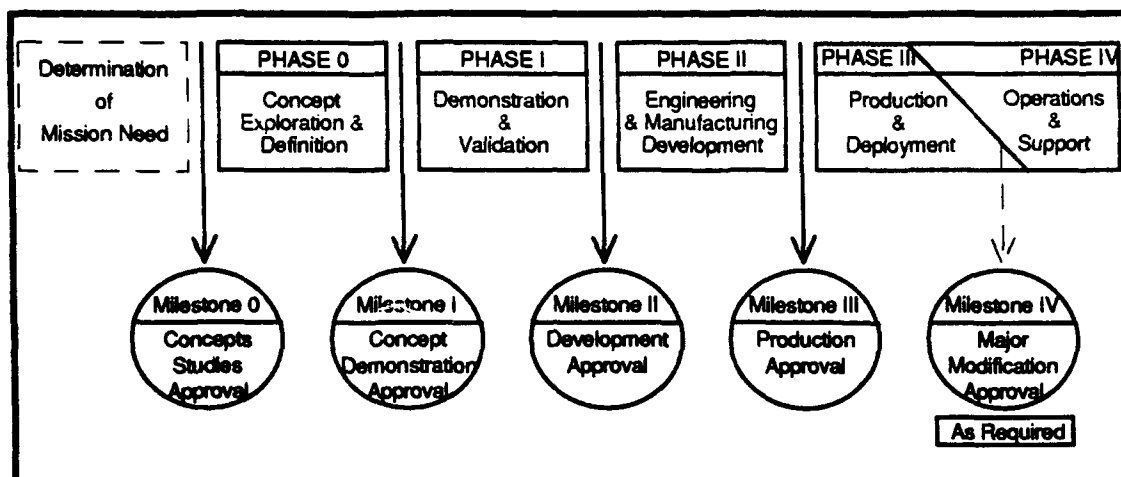 Determination
of
Mission Need
PHASE 0
Concept
Exploration &
Definition
PHASE I
Demonstration
&
Validation
PHASE II
Engineering
& Manufacturing
Development
PHASE III
Production
&
Deployment
PHASE IV
Operations
&
Support
Milestone 0
Concepts
Studies
Approval
Milestone I
Concept
Demonstration
Approval
Milestone II
Development
Approval
Milestone III
Production
Approval
Milestone IV
Major
Modification
Approval
As Required